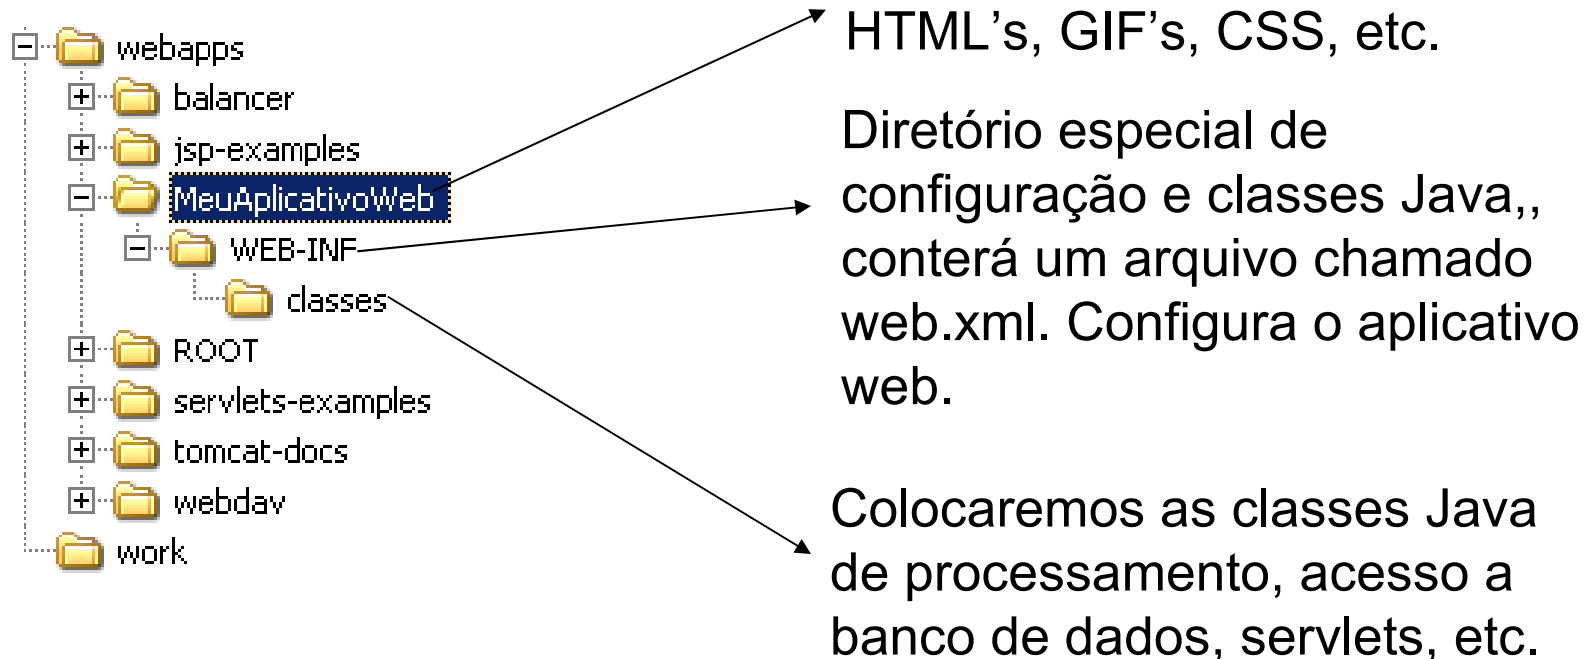 webapps
balancer
jsp-examples
MeuAplicativoWeb
WEB-INF
classes
ROOT
servlets-examples
tomcat-docs
webdav
work
HTML’s, GIF’s, CSS, etc.
Diretório especial de
configuração e classes Java,,
conterá um arquivo chamado
web.xml. Configura o aplicativo
web.
Colocaremos as classes Java
de processamento, acesso a
banco de dados, servlets, etc.